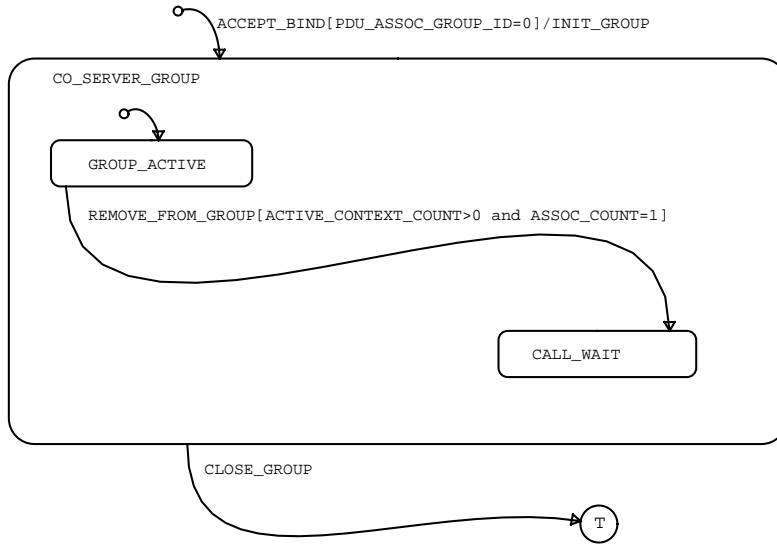 ACCEPT_BIND[PDU_ASSOC_GROUP_ID=0]/INIT_GROUP
CO_SERVER_GROUP
GROUP_ACTIVE
REMOVE_FROM_GROUP[ACTIVE_CONTEXT_COUNT>0 and ASSOC_COUNT=1]
CALL_WAIT
CLOSE_GROUP
T